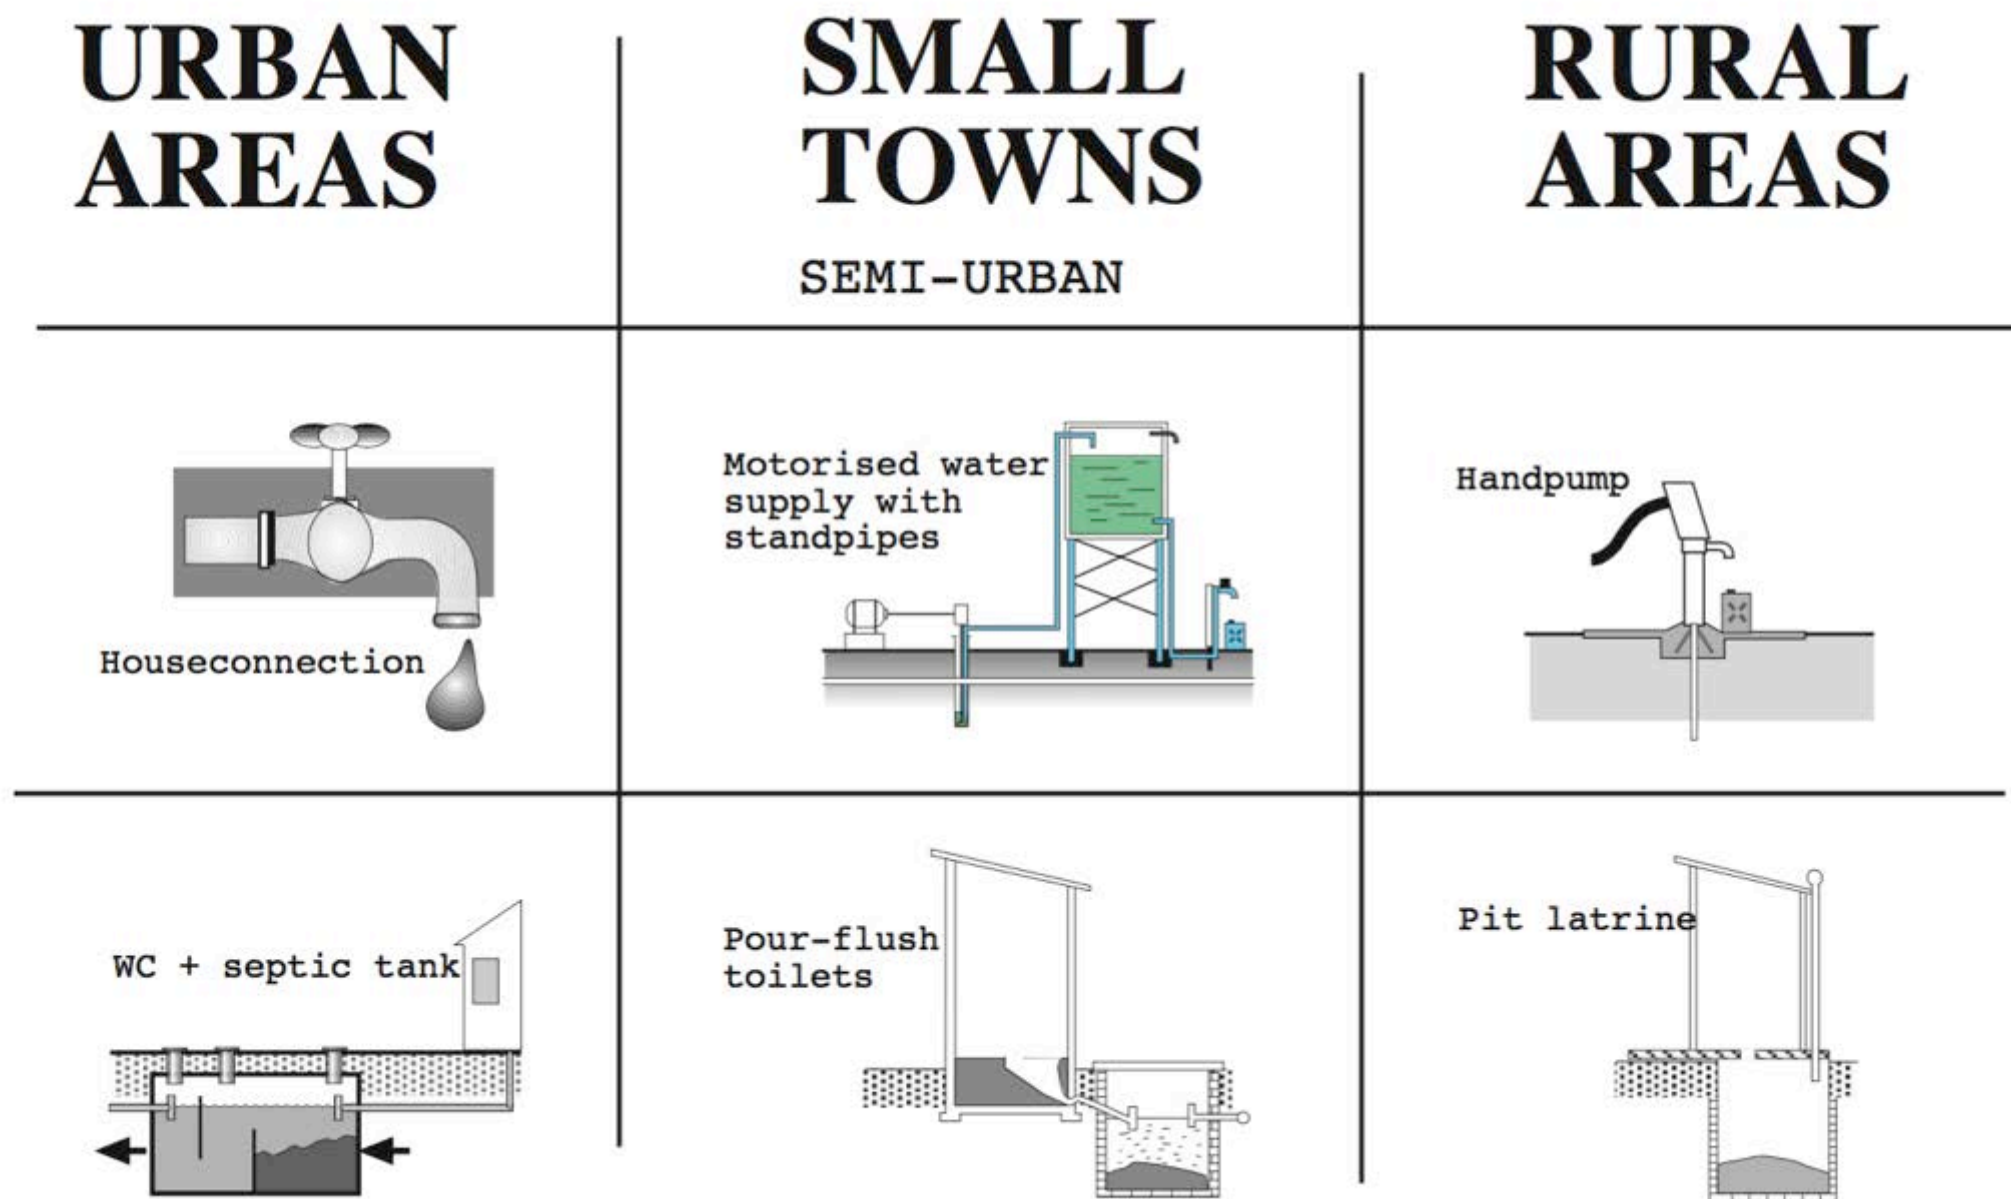 URBAN
AREAS
SMALL
TOWNS
SEMI-URBAN
RURAL
AREAS
Houseconnection
Motorised water
supply with
standpipes
Handpump
WC + septic tank
Pour-flush
toilets
Pit latrine